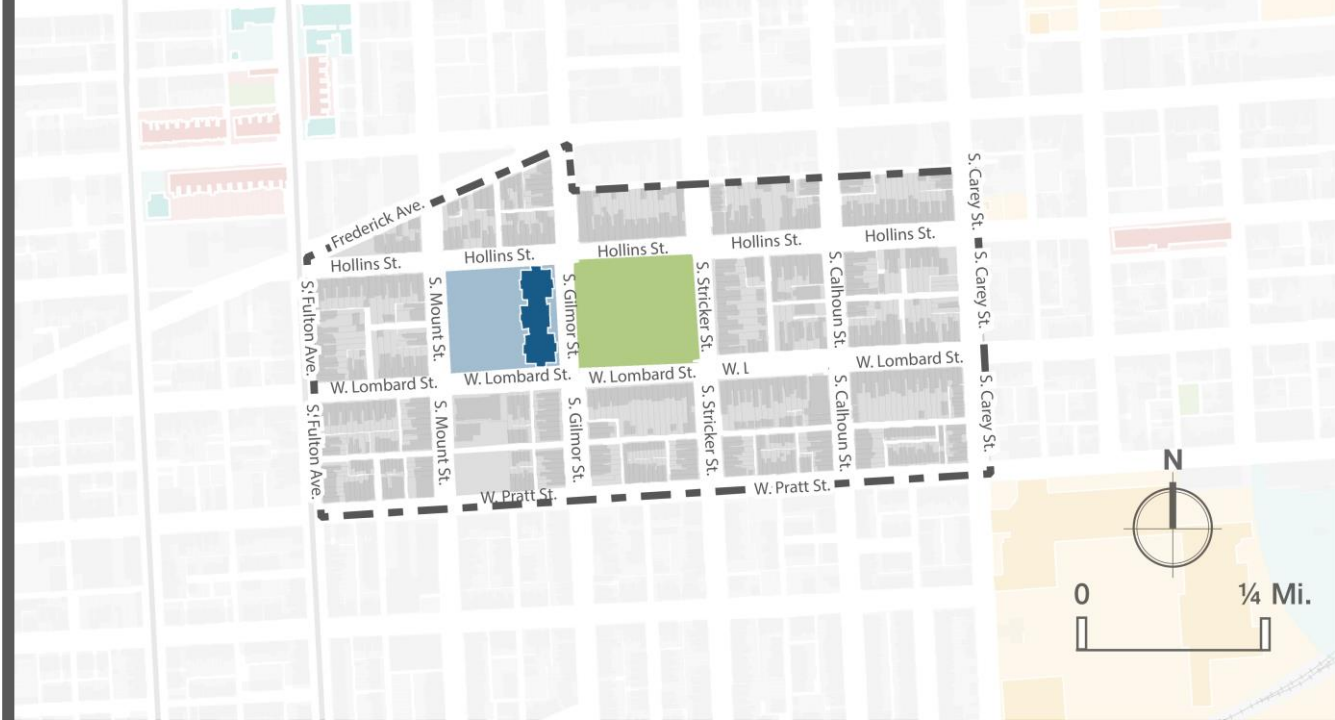 S. Carey St.
Frederick Ave.
Hollins St.
Hollins St.
Hollins St.
Hollins St.
Hollins St.
S. Fulton Ave.
S. Mount St.
S. Gilmor St.
S. Stricker St.
S. Calhoun St.
S. Carey St.
W. Lombard St.
W. Lombard St.
W. Lombard St.
W. L
W. Lombard St.
S. Fulton Ave.
S. Mount St.
S. Gilmor St.
S. Stricker St.
S. Calhoun St.
S. Carey St.
W. Pratt St.
W. Pratt St.
N
0
¼ Mi.